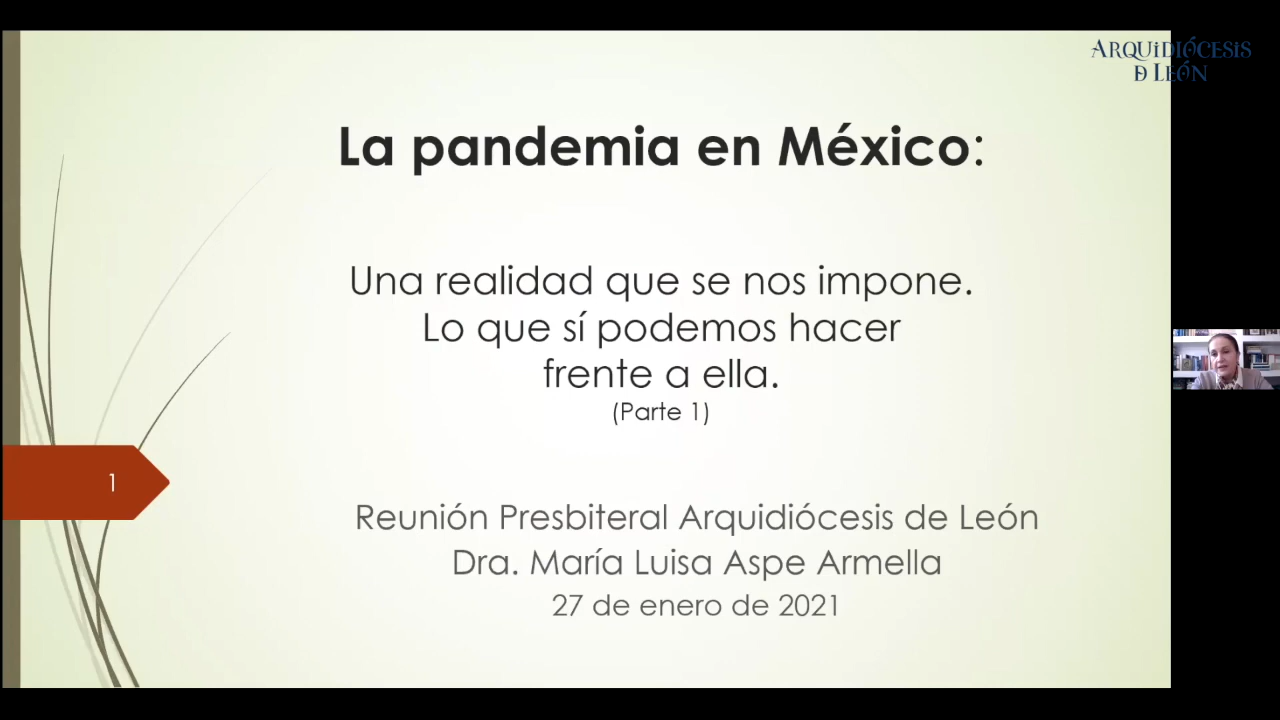 ARQUiDIÓCESiS
Đ LEÓN
La pandemia en México:
Una realidad que se nos impone.
Lo que sí podemos hacer
frente a ella.
(Parte 1)
1
Reunión Presbiteral Arquidiócesis de León
Dra. María Luisa Aspe Armella
27 de enero de 2021